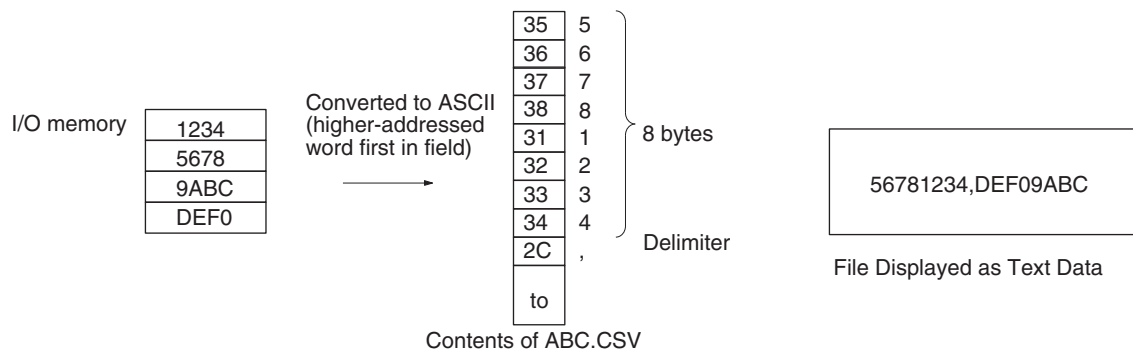 I/O memory
1234
5678
9ABC
DEF0
Converted to ASCII
(higher-addressed
word first in field)
35 5
36 6
37 7
38 8
31 1
32 2
33 3
34 4
2C ,
to
8 bytes
Delimiter
Contents of ABC.CSV
56781234,DEF09ABC
File Displayed as Text Data